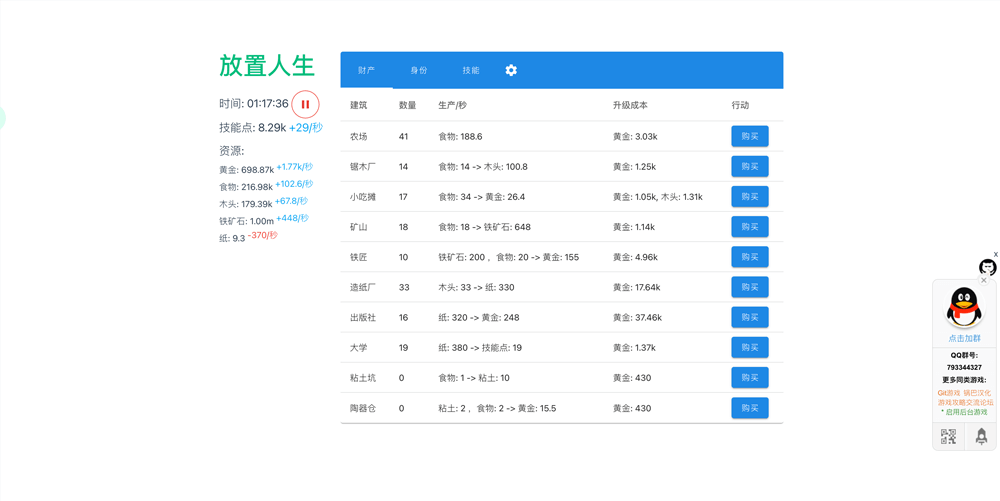 放置人生
时间: 01:17:36
技能点: 8.29k +29/秒
资源:
黄金: 698.87k +1.77k/秒
食物: 216.98k +102.6/秒
木头: 179.39k +67.8/秒
铁矿石: 1.00m +448/秒
纸: 9.3 -370/秒
财产 身份 技能
建筑 数量 生产/秒 升级成本 行动
农场 41 食物: 188.6 黄金: 3.03k 购买
锯木厂 14 食物: 14 -> 木头: 100.8 黄金: 1.25k 购买
小吃摊 17 食物: 34 -> 黄金: 26.4 黄金: 1.05k, 木头: 1.31k 购买
矿山 18 食物: 18 -> 铁矿石: 648 黄金: 1.14k 购买
铁匠 10 铁矿石: 200 ，食物: 20 -> 黄金: 155 黄金: 4.96k 购买
造纸厂 33 木头: 33 -> 纸: 330 黄金: 17.64k 购买
出版社 16 纸: 320 -> 黄金: 248 黄金: 37.46k 购买
大学 19 纸: 380 -> 技能点: 19 黄金: 1.37k 购买
粘土坑 0 食物: 1 -> 粘土: 10 黄金: 430 购买
陶器仓 0 粘土: 2 ，食物: 2 -> 黄金: 15.5 黄金: 430 购买
x
点击加群
QQ群号:
793344327
更多同类游戏:
Git游戏 锅巴汉化
游戏攻略交流论坛
* 启用后台游戏